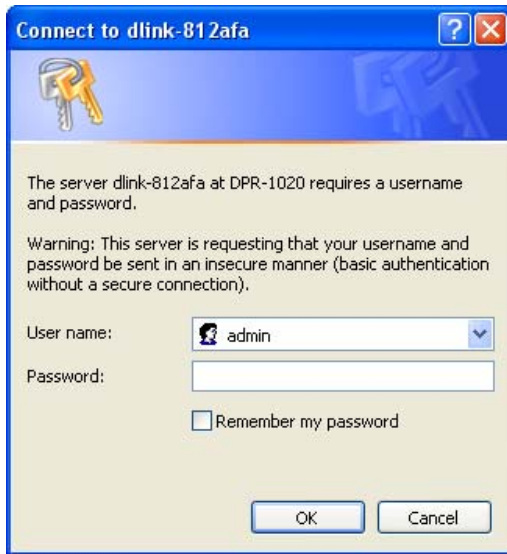 Connect to dlink-812afa
The server dlink-812afa at DPR-1020 requires a username
and password.
Warning: This server is requesting that your username and
password be sent in an insecure manner (basic authentication
without a secure connection).
User name:
admin
Password:
Remember my password
OK
Cancel